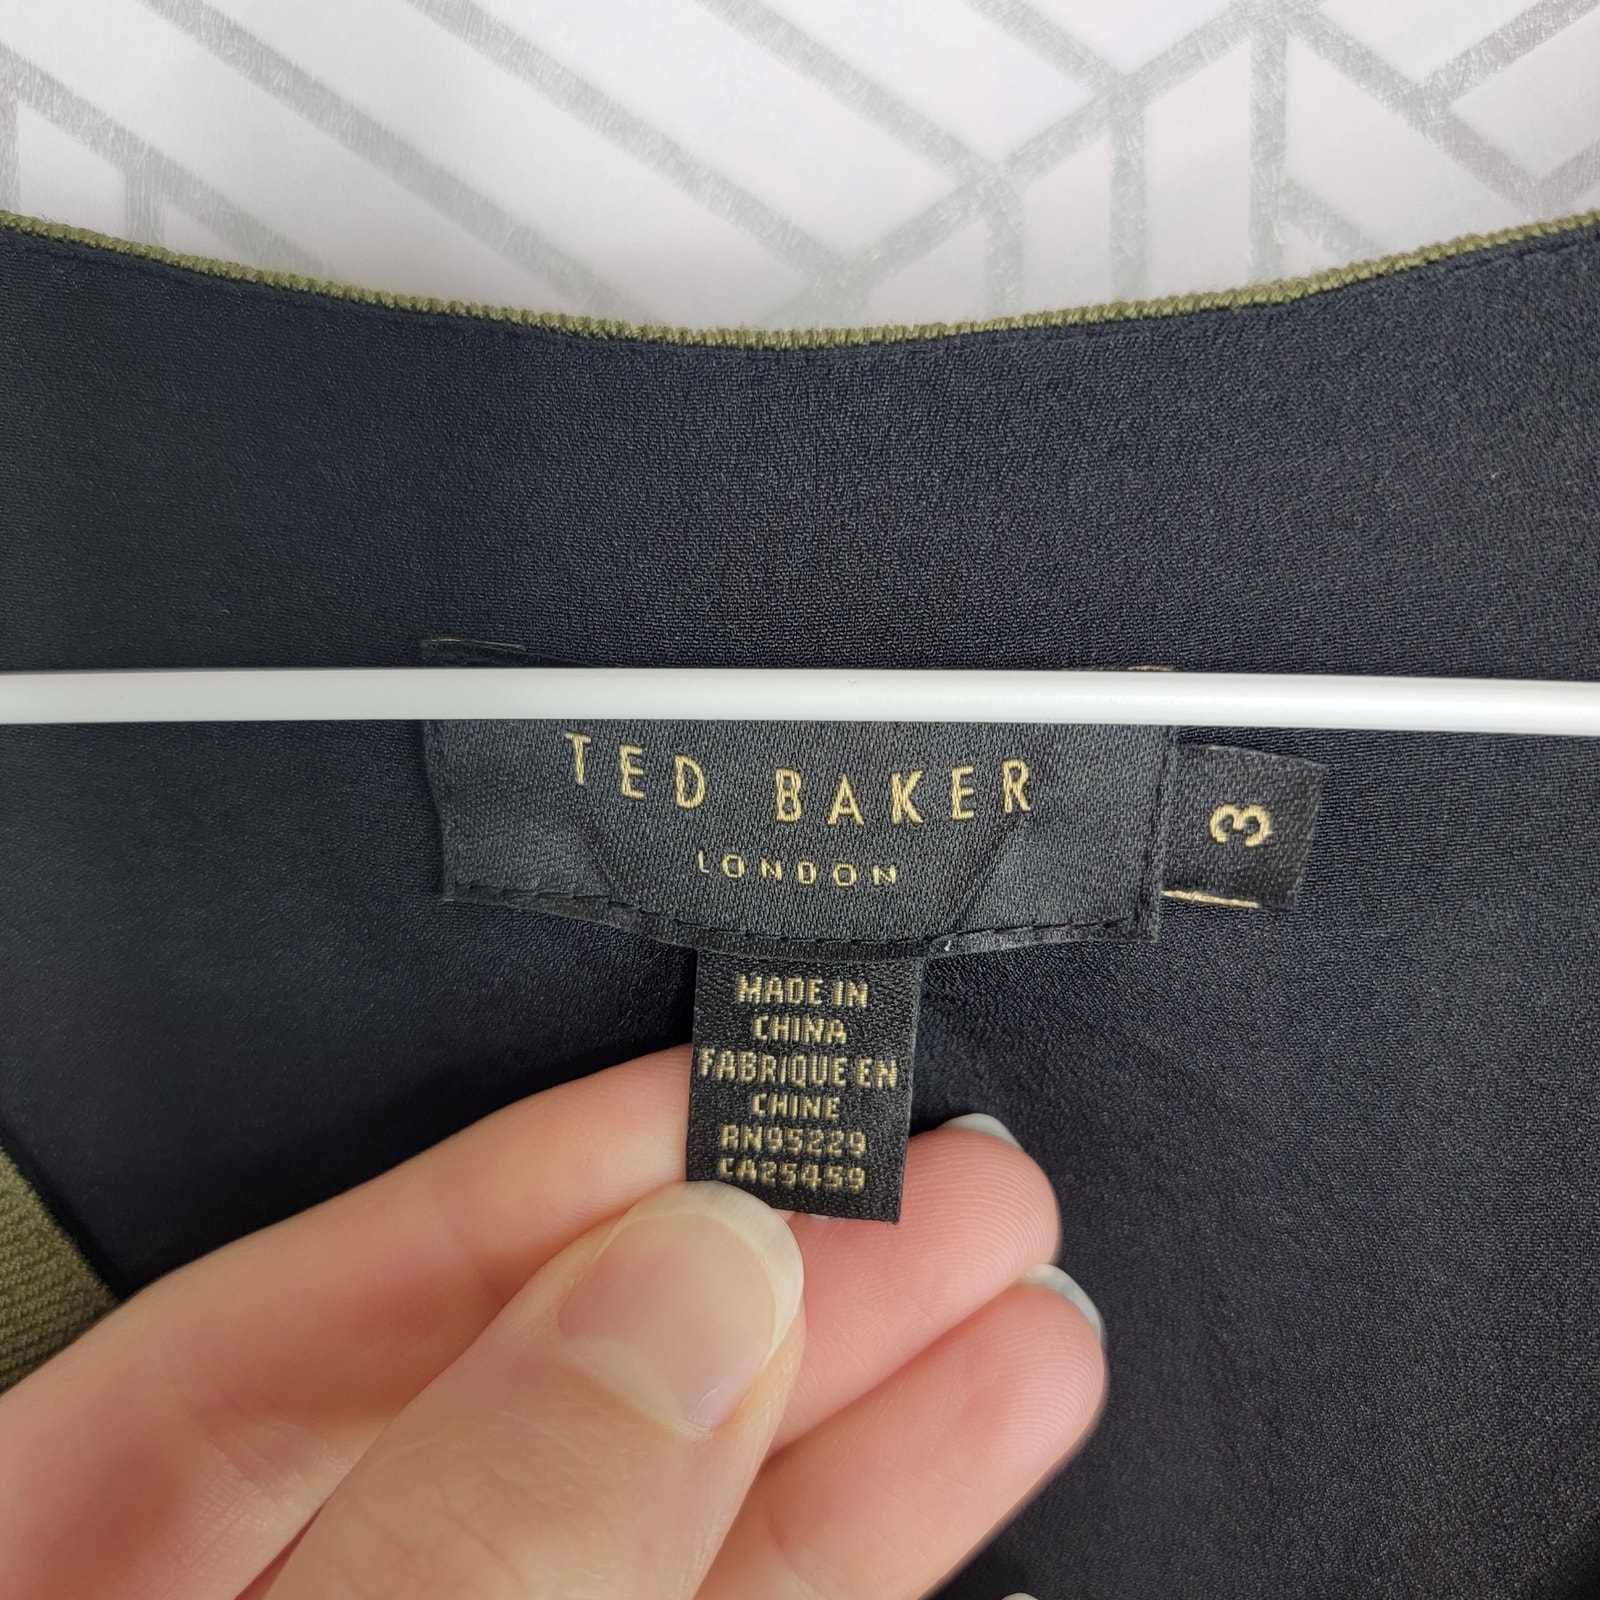 TED BAKER
LONDON
3
MADE IN
CHINA
FABRIQUE EN
CHINE
RN95229
CA25459